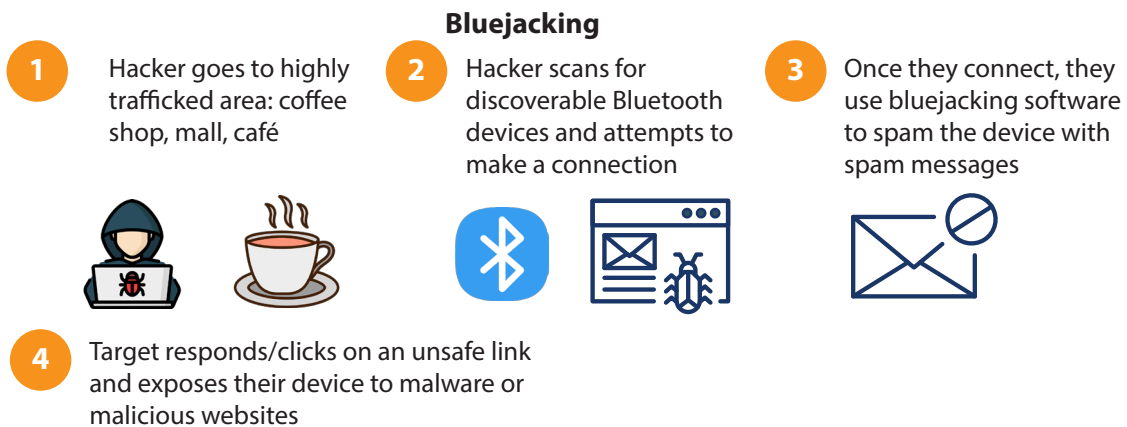 Bluejacking
1
Hacker goes to highly
trafficked area: coffee
shop, mall, café
2
Hacker scans for
discoverable Bluetooth
devices and attempts to
make a connection
3
Once they connect, they
use bluejacking software
to spam the device with
spam messages
4
Target responds/clicks on an unsafe link
and exposes their device to malware or
malicious websites